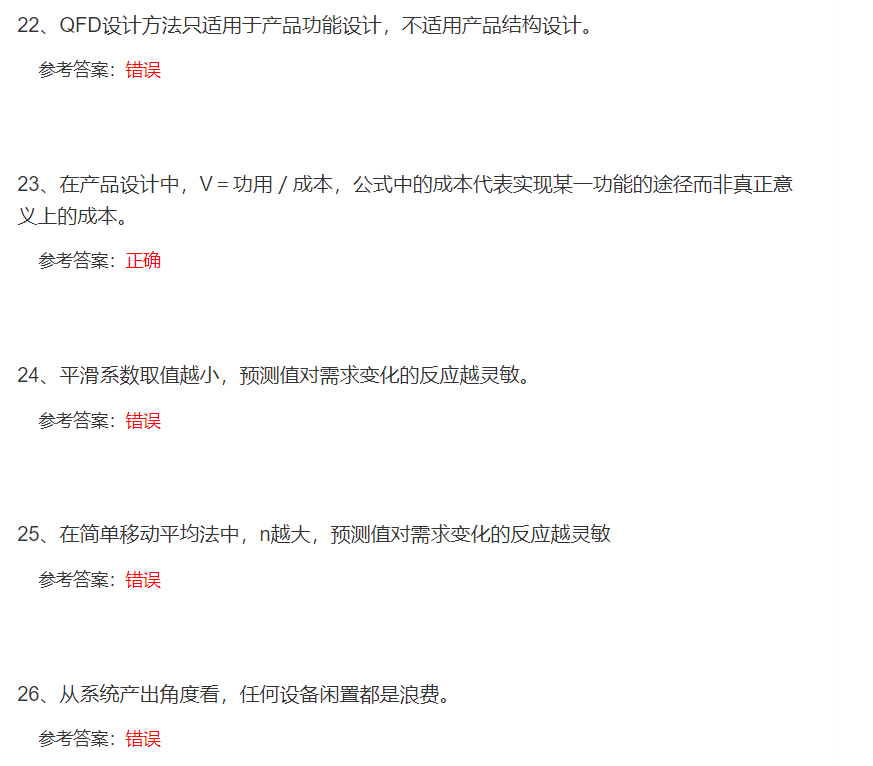 22、QFD设计方法只适用于产品功能设计，不适用产品结构设计。
参考答案：错误
23、在产品设计中，V＝功用／成本，公式中的成本代表实现某一功能的途径而非真正意
义上的成本。
参考答案：正确
24、平滑系数取值越小，预测值对需求变化的反应越灵敏。
参考答案：错误
25、在简单移动平均法中，n越大，预测值对需求变化的反应越灵敏
参考答案：错误
26、从系统产出角度看，任何设备闲置都是浪费。
参考答案：错误